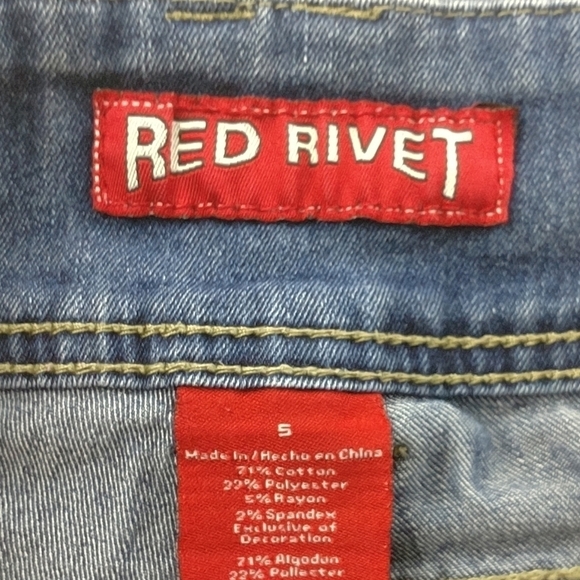 RED RIVET
5
Made In/Hecho en China
71% Cotton
22% Polyester
5% Rayon
2% Spandex
Exclusive of
Decoration
71% Algodon
22% Poliester